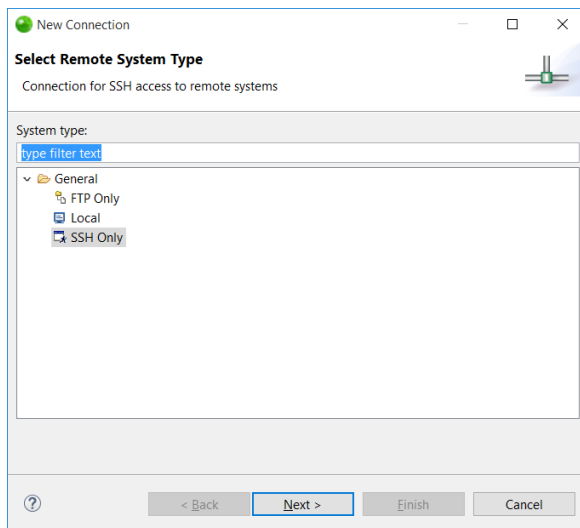 New Connection
Select Remote System Type
Connection for SSH access to remote systems
System type:
type filter text
General
FTP Only
Local
SSH Only
?
< Back
Next >
Finish
Cancel